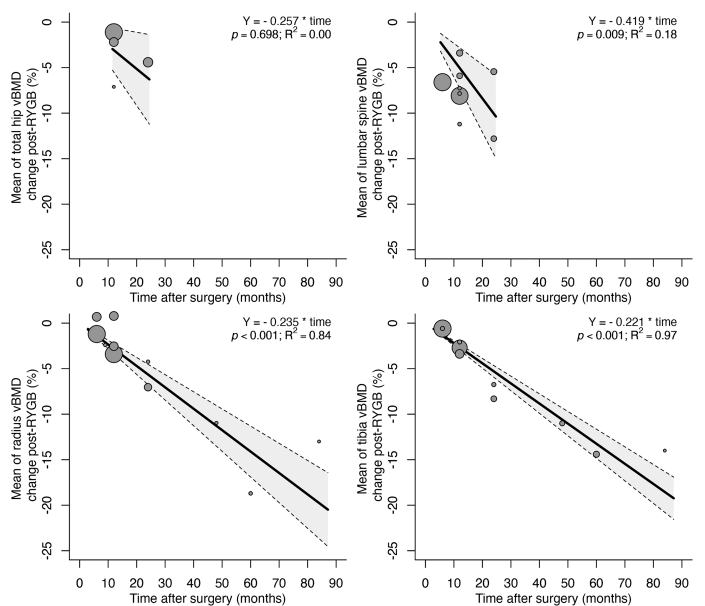 Y = - 0.257 * time
p = 0.698; R² = 0.00
Mean of total hip vBMD
change post-RYGB (%)
0
-5
-10
-15
-20
-25
0 10 20 30 40 50 60 70 80 90
Time after surgery (months)
Y = - 0.419 * time
p = 0.009; R² = 0.18
Mean of lumbar spine vBMD
change post-RYGB (%)
0
-5
-10
-15
-20
-25
0 10 20 30 40 50 60 70 80 90
Time after surgery (months)
Y = - 0.235 * time
p < 0.001; R² = 0.84
Mean of radius vBMD
change post-RYGB (%)
0
-5
-10
-15
-20
-25
0 10 20 30 40 50 60 70 80 90
Time after surgery (months)
Y = - 0.221 * time
p < 0.001; R² = 0.97
Mean of tibia vBMD
change post-RYGB (%)
0
-5
-10
-15
-20
-25
0 10 20 30 40 50 60 70 80 90
Time after surgery (months)